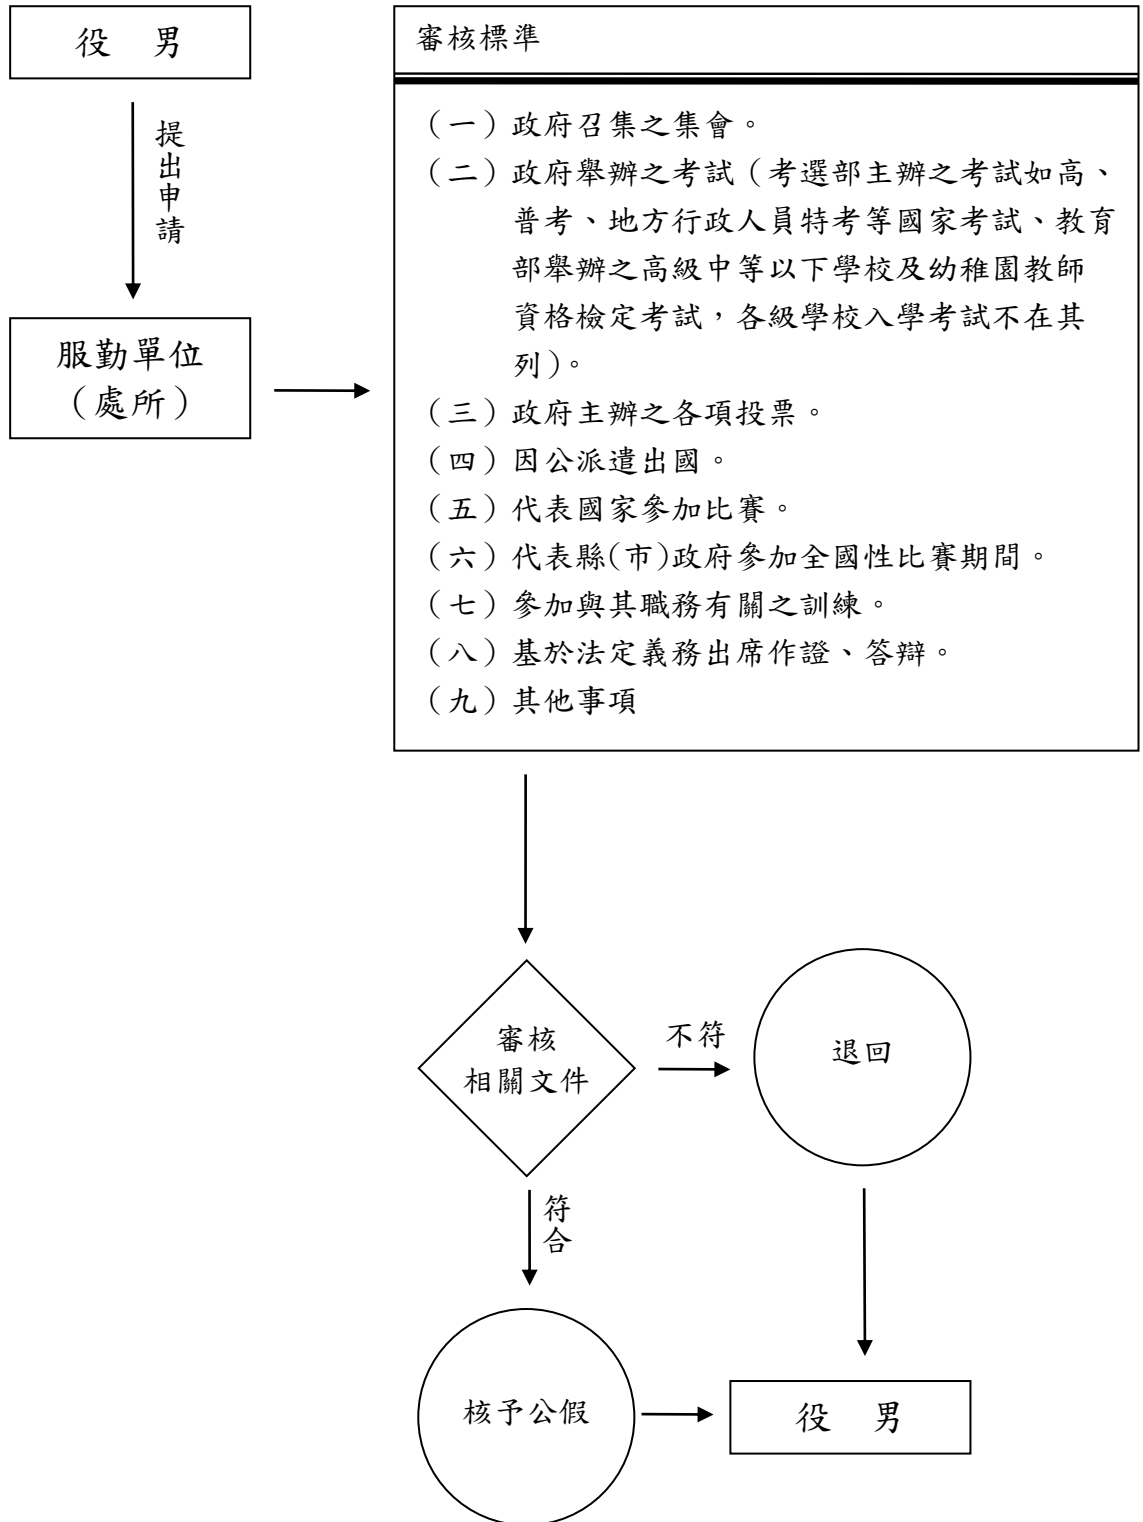 役 男
提出申請
服勤單位
（處所）
審核標準
（一）政府召集之集會。
（二）政府舉辦之考試（考選部主辦之考試如高、
普考、地方行政人員特考等國家考試、教育
部舉辦之高級中等以下學校及幼稚園教師
資格檢定考試，各級學校入學考試不在其
列）。
（三）政府主辦之各項投票。
（四）因公派遣出國。
（五）代表國家參加比賽。
（六）代表縣(市)政府參加全國性比賽期間。
（七）參加與其職務有關之訓練。
（八）基於法定義務出席作證、答辯。
（九）其他事項
審核
相關文件
不符
退回
符合
核予公假
役 男